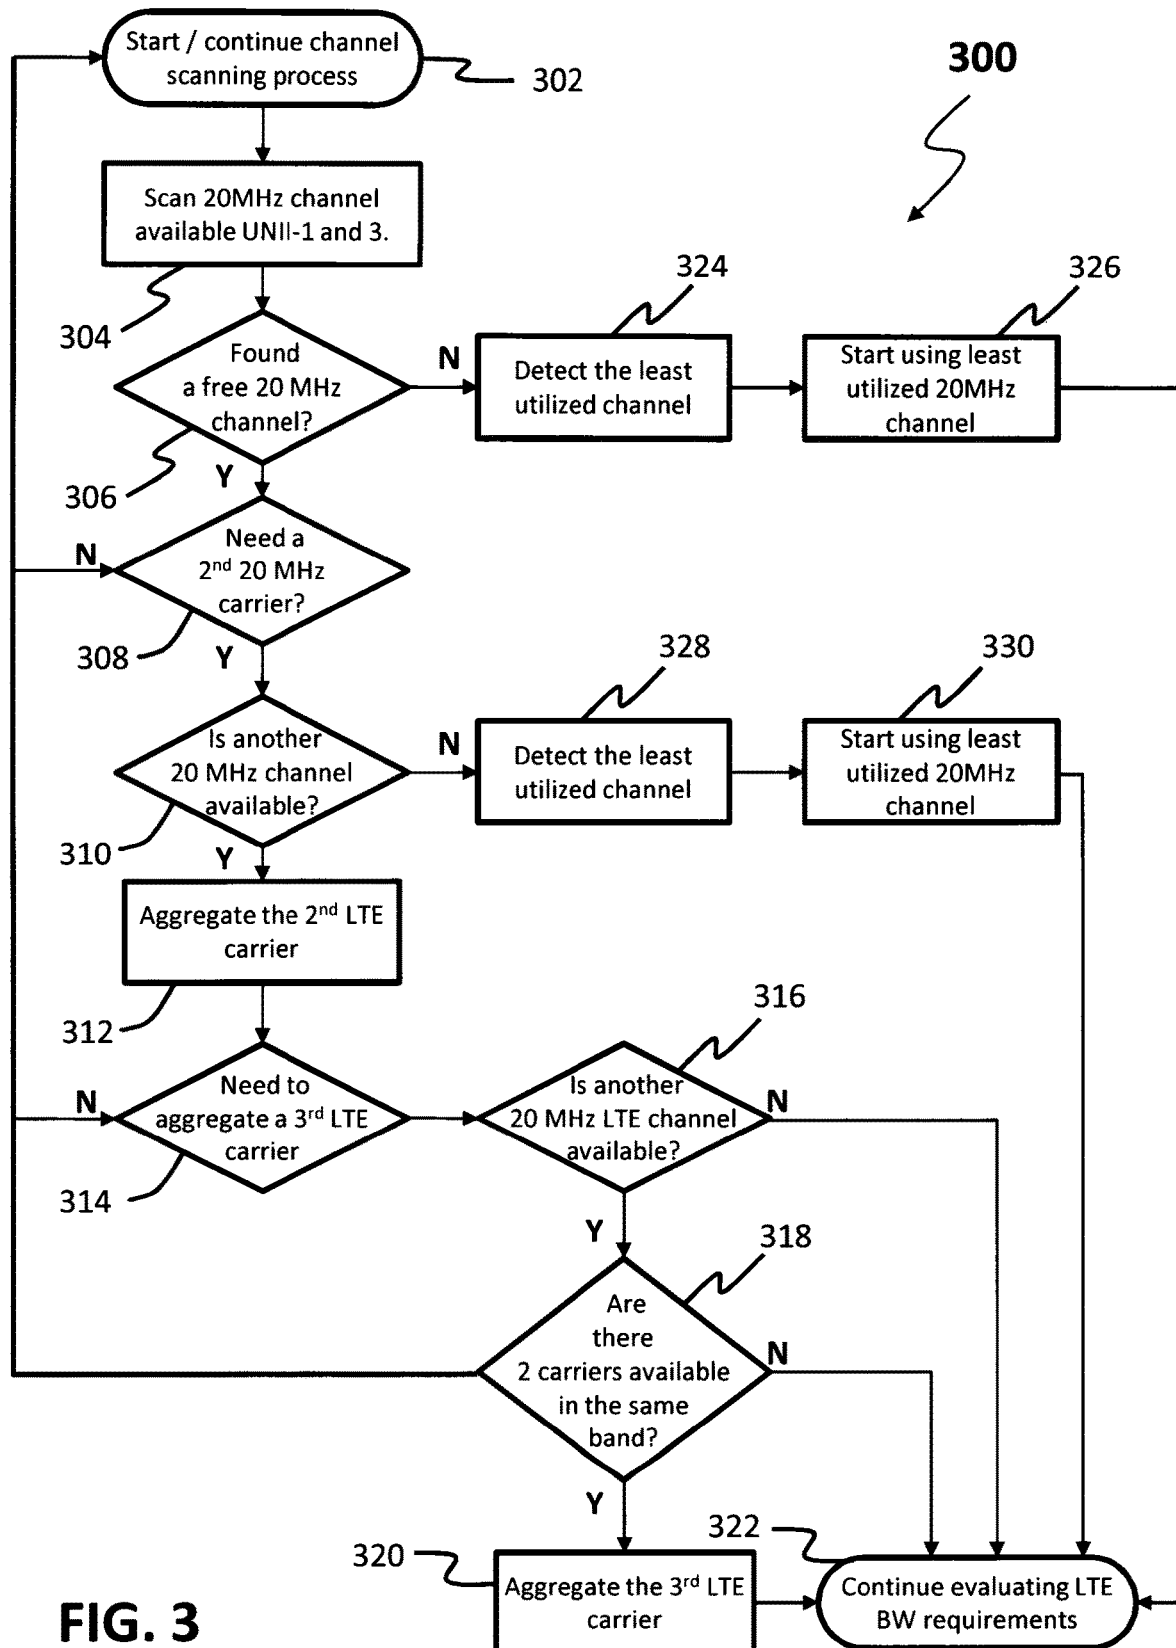 Start / continue channel
scanning process
302
300
Scan 20MHz channel
available UNII-1 and 3.
304
324
326
Found
a free 20 MHz
channel?
N
Detect the least
utilized channel
Start using least
utilized 20MHz
channel
306
Y
Need a
2nd 20 MHz
carrier?
N
308
Y
328
330
Is another
20 MHz channel
available?
N
Detect the least
utilized channel
Start using least
utilized 20MHz
channel
310
Y
Aggregate the 2nd LTE
carrier
312
316
Need to
aggregate a 3rd LTE
carrier
N
314
Is another
20 MHz LTE channel
available?
N
Y
318
Are
there
2 carriers available
in the same
band?
N
Y
320
322
Aggregate the 3rd LTE
carrier
Continue evaluating LTE
BW requirements
FIG. 3